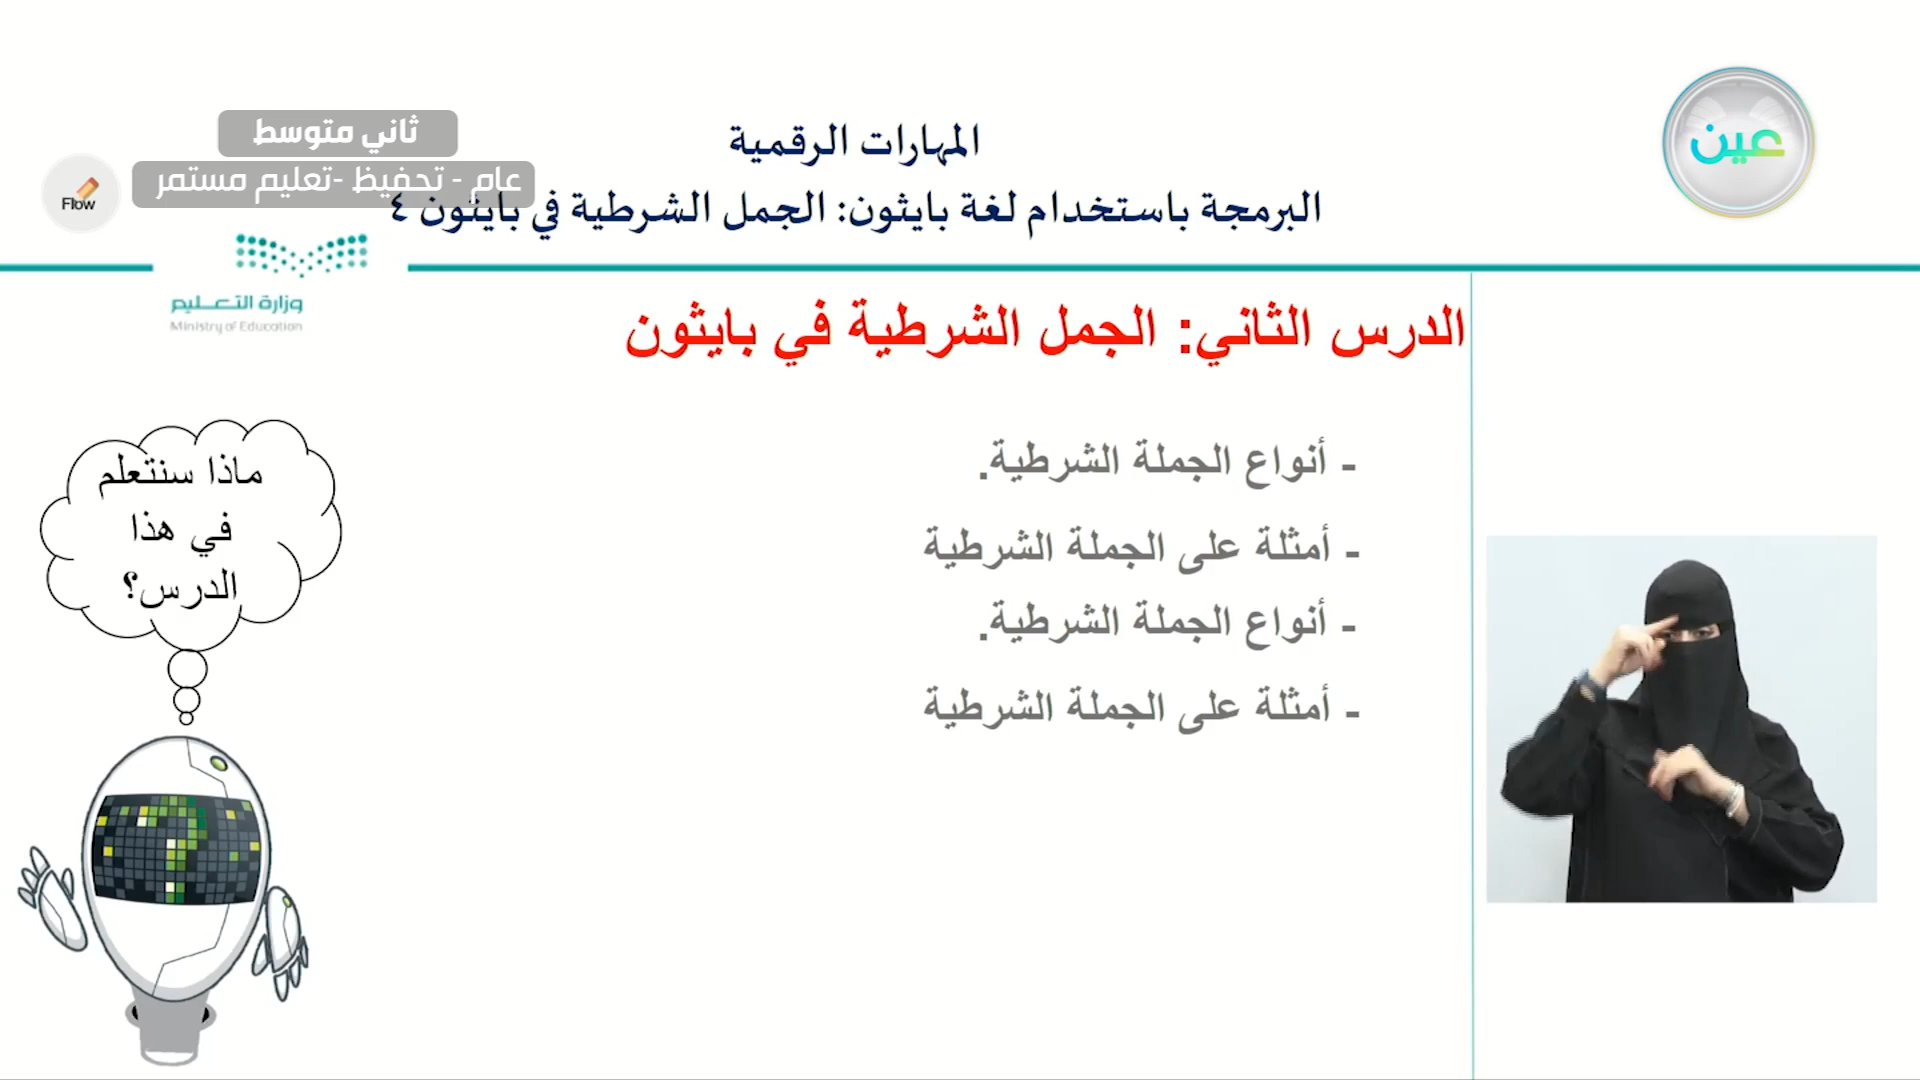 المهارات الرقمية
البرمجة باستخدام لغة بايثون: الجمل الشرطية في بايثون ٤
عين
ثاني متوسط
عام - تحفيظ -تعليم مستمر
Flow
وزارة التعليم
Ministry of Education
الدرس الثاني: الجمل الشرطية في بايثون
- أنواع الجملة الشرطية.
- أمثلة على الجملة الشرطية
- أنواع الجملة الشرطية.
- أمثلة على الجملة الشرطية
ماذا سنتعلم
في هذا
الدرس؟